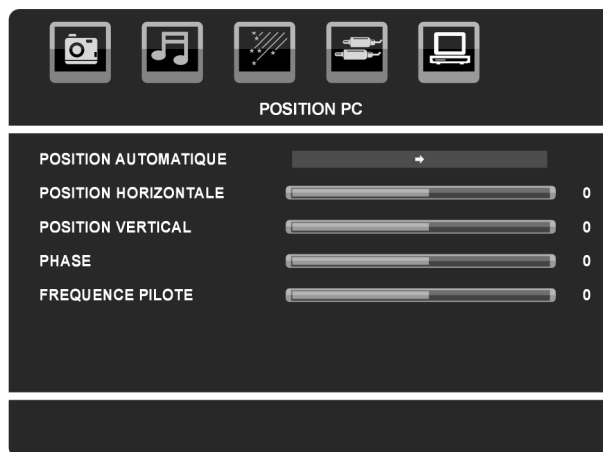 POSITION PC
POSITION AUTOMATIQUE
POSITION HORIZONTALE 0
POSITION VERTICAL 0
PHASE 0
FREQUENCE PILOTE 0